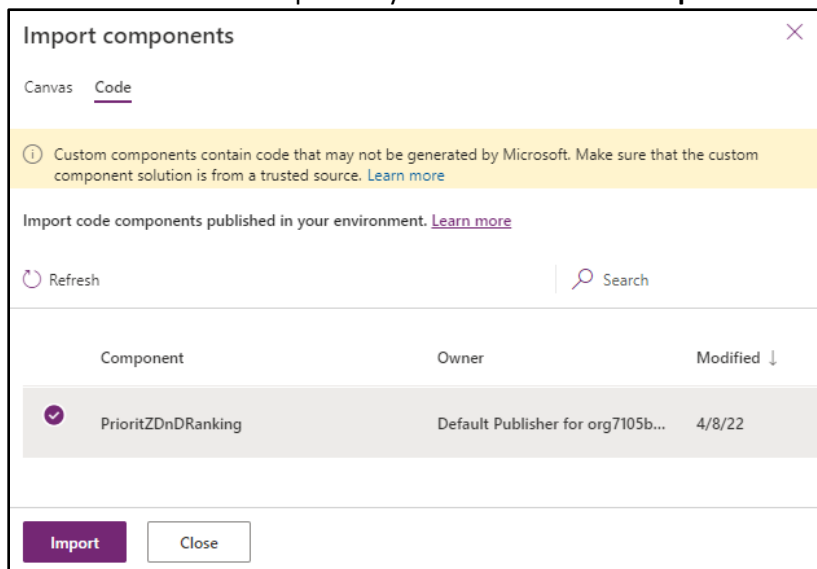 Import components
Canvas Code
Custom components contain code that may not be generated by Microsoft. Make sure that the custom
component solution is from a trusted source. Learn more
Import code components published in your environment. Learn more
Refresh Search
Component Owner Modified ↓
PrioritZDnDRanking Default Publisher for org7105b... 4/8/22
Import Close